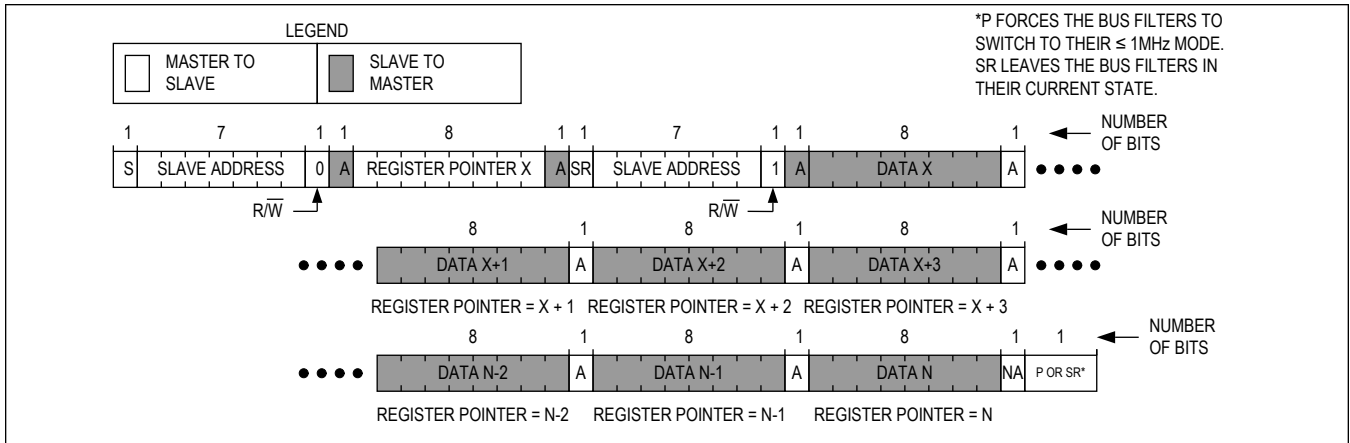 LEGEND
MASTER TO
SLAVE
SLAVE TO
MASTER
*P FORCES THE BUS FILTERS TO
SWITCH TO THEIR ≤ 1MHz MODE.
SR LEAVES THE BUS FILTERS IN
THEIR CURRENT STATE.
1 7 1 1 8 1 1 7 1 1 8 1 NUMBER
OF BITS
S SLAVE ADDRESS 0 A REGISTER POINTER X A SR SLAVE ADDRESS 1 A DATA X A
R/W̅ R/W̅
8 1 8 1 8 1 NUMBER
OF BITS
DATA X+1 A DATA X+2 A DATA X+3 A
REGISTER POINTER = X + 1 REGISTER POINTER = X + 2 REGISTER POINTER = X + 3
8 1 8 1 8 1 1 NUMBER
OF BITS
DATA N-2 A DATA N-1 A DATA N NA P OR SR*
REGISTER POINTER = N-2 REGISTER POINTER = N-1 REGISTER POINTER = N